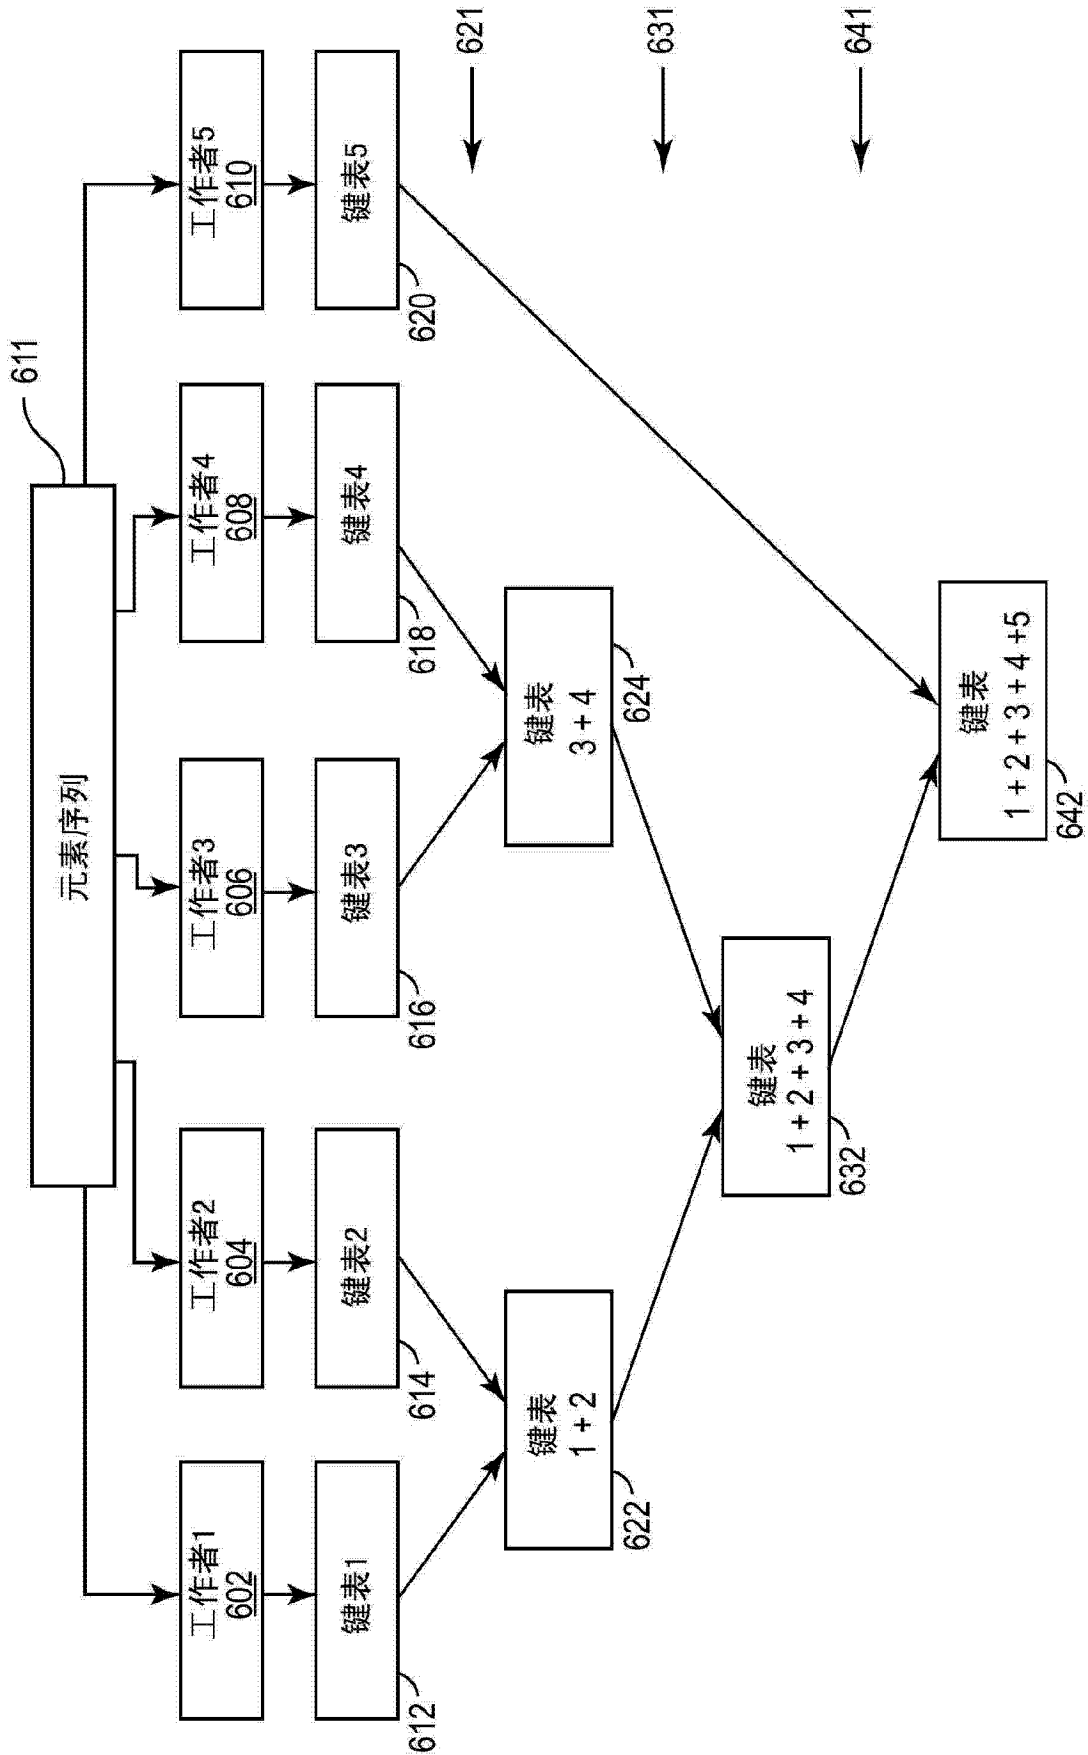 611
元素序列
工作者1
602
工作者2
604
工作者3
606
工作者4
608
工作者5
610
键表1
键表2
键表3
键表4
键表5
612
614
616
618
620
621
键表
1 + 2
键表
3 + 4
622
624
631
键表
1 + 2 + 3 + 4
632
641
键表
1 + 2 + 3 + 4 +5
642